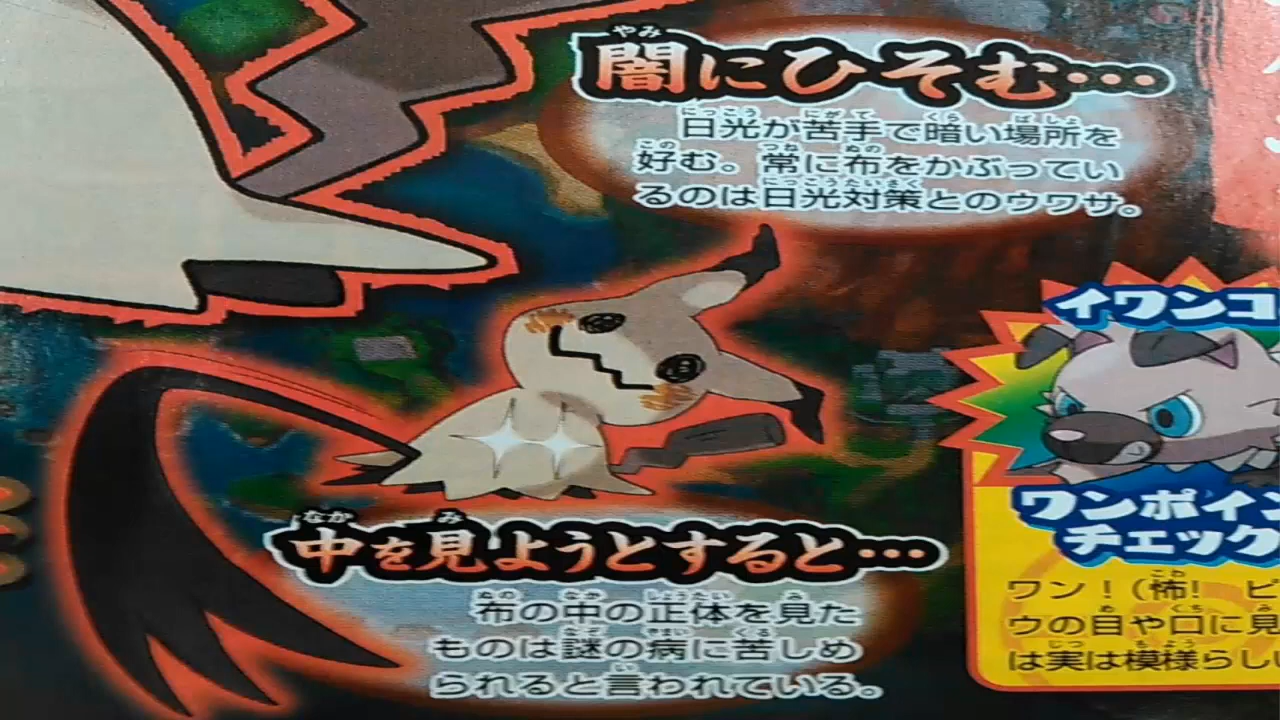 闇にひそむ…
日光が苦手で暗い場所を
好む。常に布をかぶってい
るのは日光対策とのウワサ。
中を見ようとすると…
布の中の正体を見た
ものは謎の病に苦しめ
られると言われている。
イワンコ
ワンポイン
チェック
ワン！（怖！ ピ
ウの目や口に見
は実は模様らしい